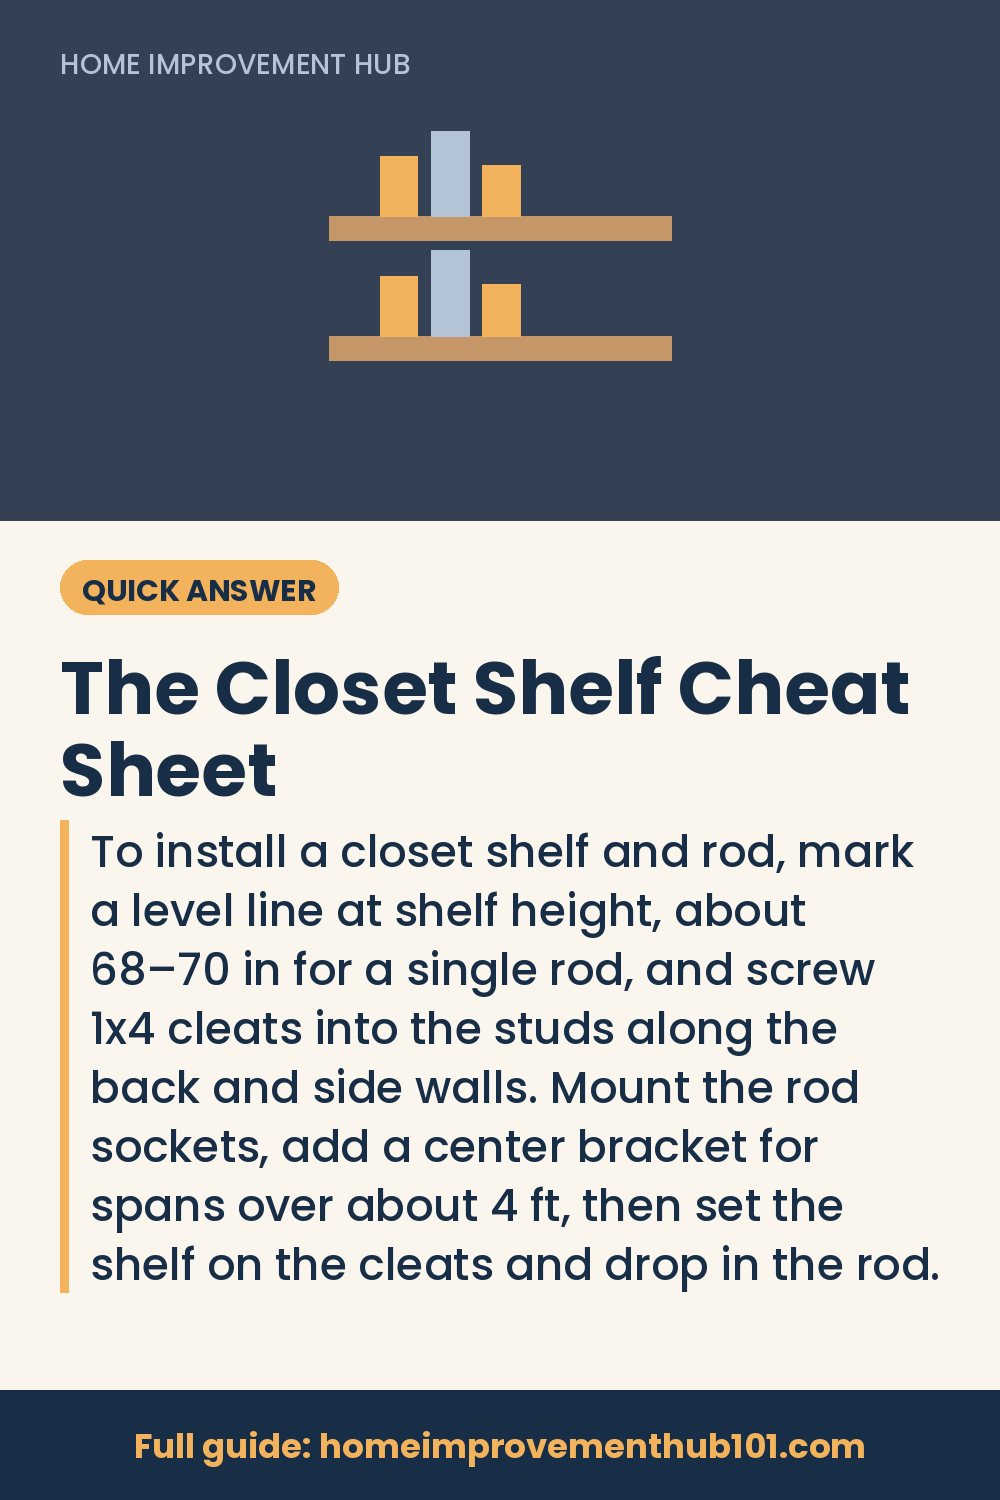 HOME IMPROVEMENT HUB
QUICK ANSWER
The Closet Shelf Cheat
Sheet
To install a closet shelf and rod, mark
a level line at shelf height, about
68–70 in for a single rod, and screw
1x4 cleats into the studs along the
back and side walls. Mount the rod
sockets, add a center bracket for
spans over about 4 ft, then set the
shelf on the cleats and drop in the rod.
Full guide: homeimprovementhub101.com